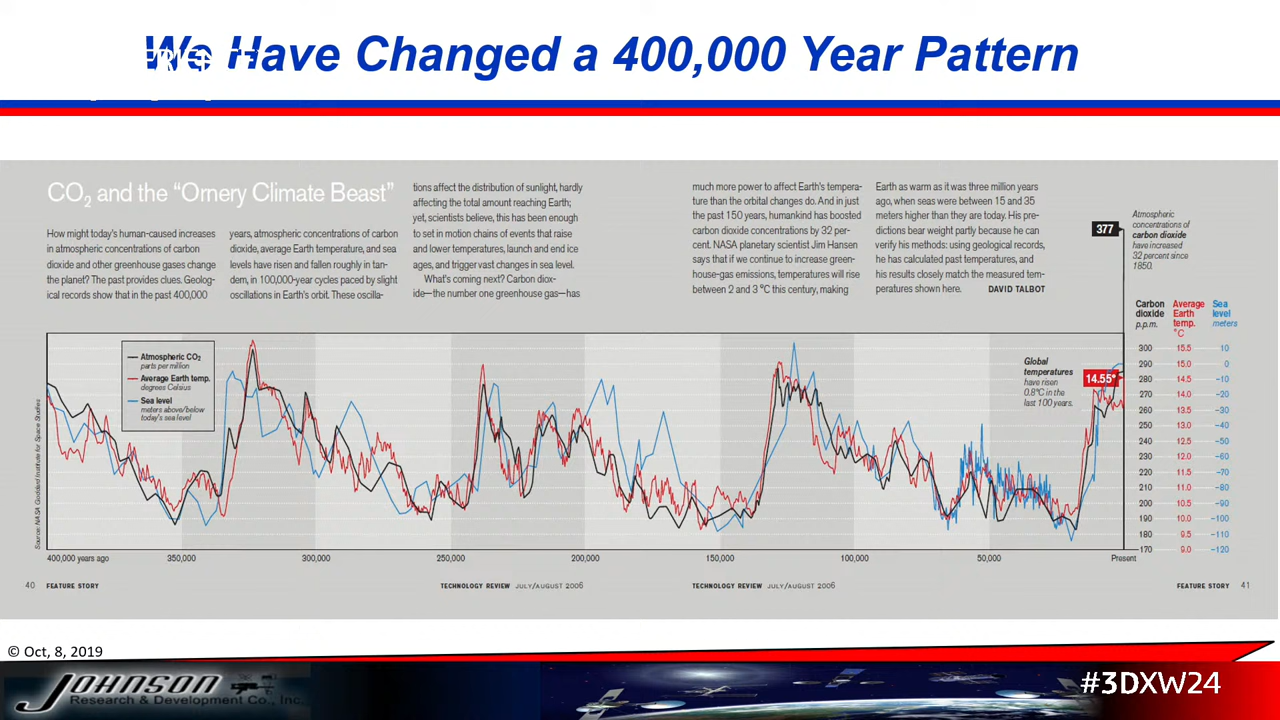 We Have Changed a 400,000 Year Pattern
CO2 and the “Ornery Climate Beast”
How might today's human-caused increases
in atmospheric concentrations of carbon
dioxide and other greenhouse gases change
the planet? The past provides clues. Geolog-
ical records show that in the past 400,000
years, atmospheric concentrations of carbon
dioxide, average Earth temperature, and sea
levels have risen and fallen roughly in tan-
dem, in 100,000-year cycles paced by slight
oscillations in Earth's orbit. These oscilla-
tions affect the distribution of sunlight, hardly
affecting the total amount reaching Earth;
yet, scientists believe, this has been enough
to set in motion chains of events that raise
and lower temperatures, launch and end ice
ages, and trigger vast changes in sea level.
What's coming next? Carbon diox-
ide—the number one greenhouse gas—has
much more power to affect Earth's tempera-
ture than the orbital changes do. And in just
the past 150 years, humankind has boosted
carbon dioxide concentrations by 32 per-
cent. NASA planetary scientist Jim Hansen
says that if we continue to increase green-
house-gas emissions, temperatures will rise
between 2 and 3 °C this century, making
Earth as warm as it was three million years
ago, when seas were between 15 and 35
meters higher than they are today. His pre-
dictions bear weight partly because he can
verify his methods: using geological records,
he has calculated past temperatures, and
his results closely match the measured tem-
peratures shown here. DAVID TALBOT
377
Atmospheric
concentrations of
carbon dioxide
have increased
32 percent since
1850.
Carbon dioxide p.p.m.
Average Earth temp. °C
Sea level meters
300 15.5 10
290 15.0 0
280 14.5 −10
270 14.0 −20
260 13.5 −30
250 13.0 −40
240 12.5 −50
230 12.0 −60
220 11.5 −70
210 11.0 −80
200 10.5 −90
190 10.0 −100
180 9.5 −110
170 9.0 −120
Atmospheric CO2
parts per million
Average Earth temp.
degrees Celsius
Sea level
meters above/below
today's sea level
Global
temperatures
have risen
0.8°C in the
last 100 years.
14.55°
Source: NASA Goddard Institute for Space Studies
400,000 years ago 350,000 300,000 250,000 200,000 150,000 100,000 50,000 Present
40 FEATURE STORY TECHNOLOGY REVIEW JULY/AUGUST 2006 TECHNOLOGY REVIEW JULY/AUGUST 2006 FEATURE STORY 41
© Oct, 8, 2019
JOHNSON
Research & Development Co., Inc.
#3DXW24